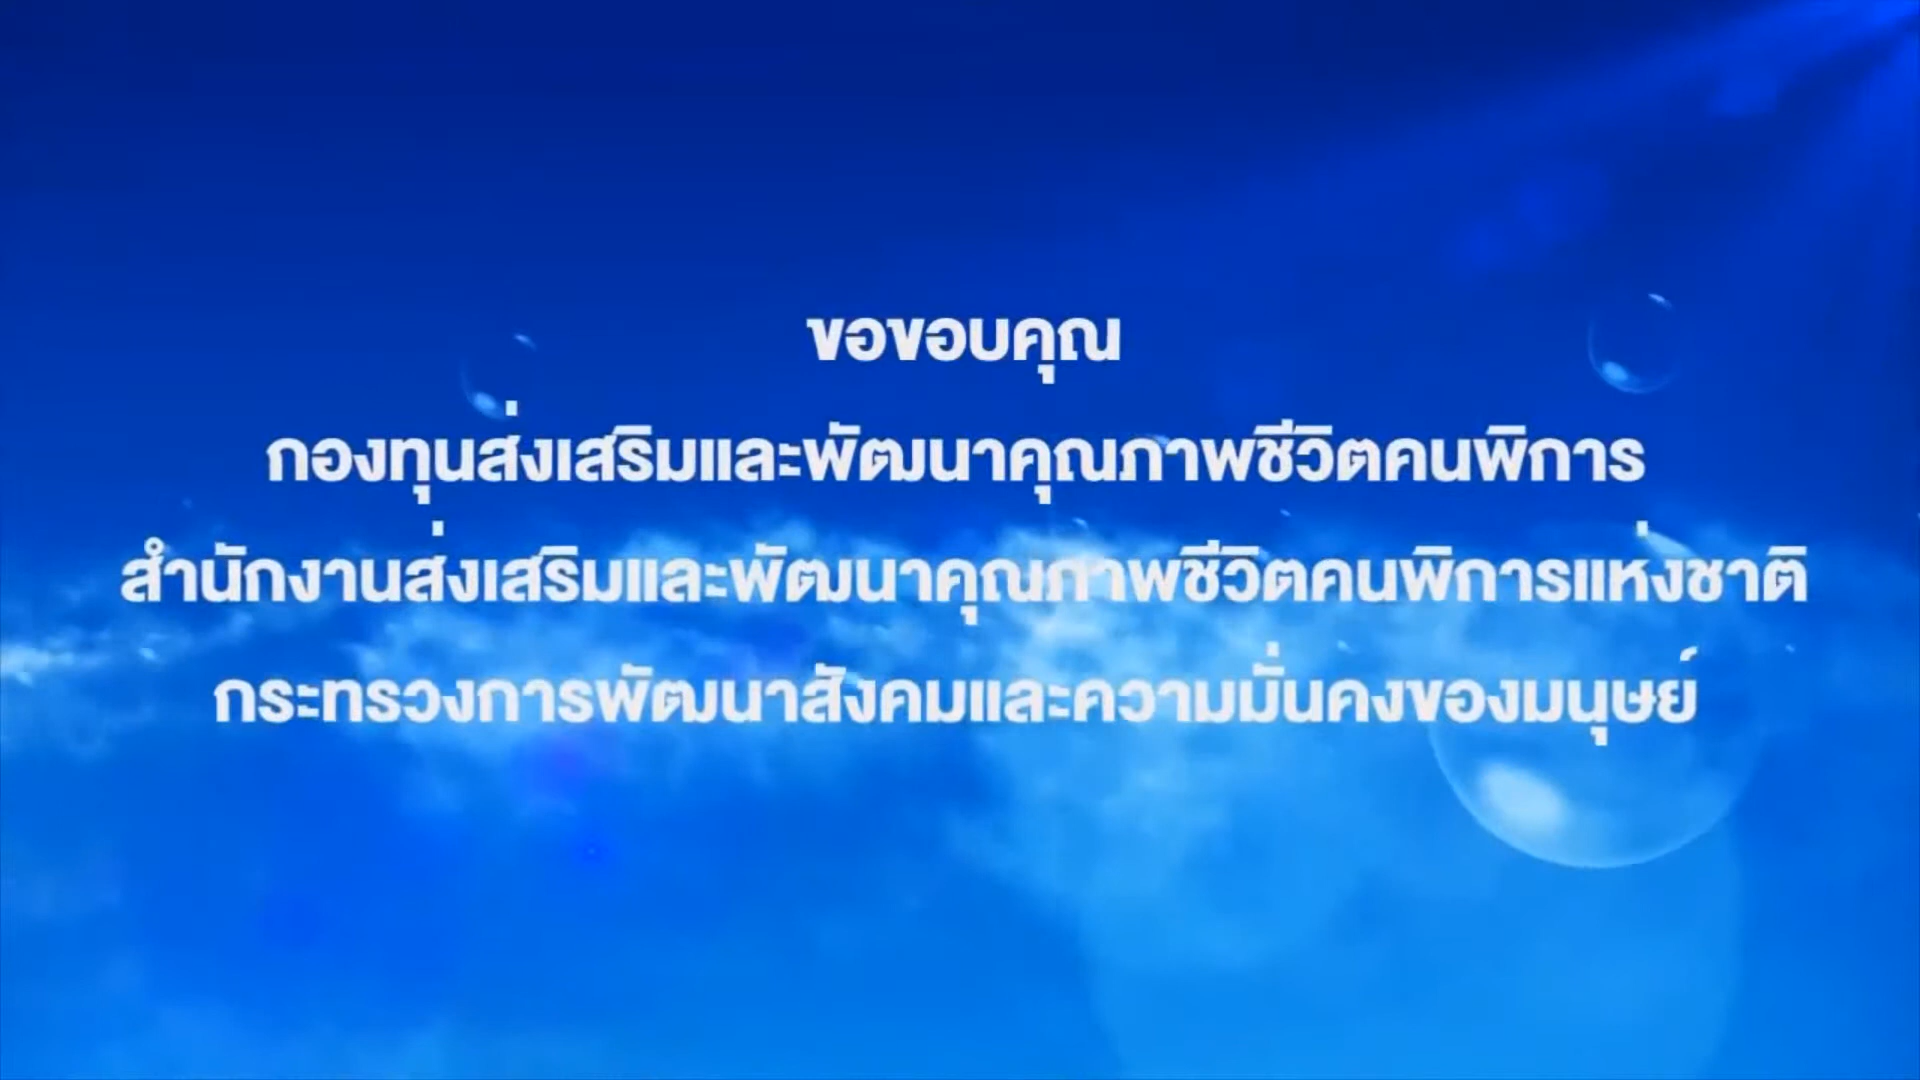 ขอขอบคุณ
กองทุนส่งเสริมและพัฒนาคุณภาพชีวิตคนพิการ
สำนักงานส่งเสริมและพัฒนาคุณภาพชีวิตคนพิการแห่งชาติ
กระทรวงการพัฒนาสังคมและความมั่นคงของมนุษย์